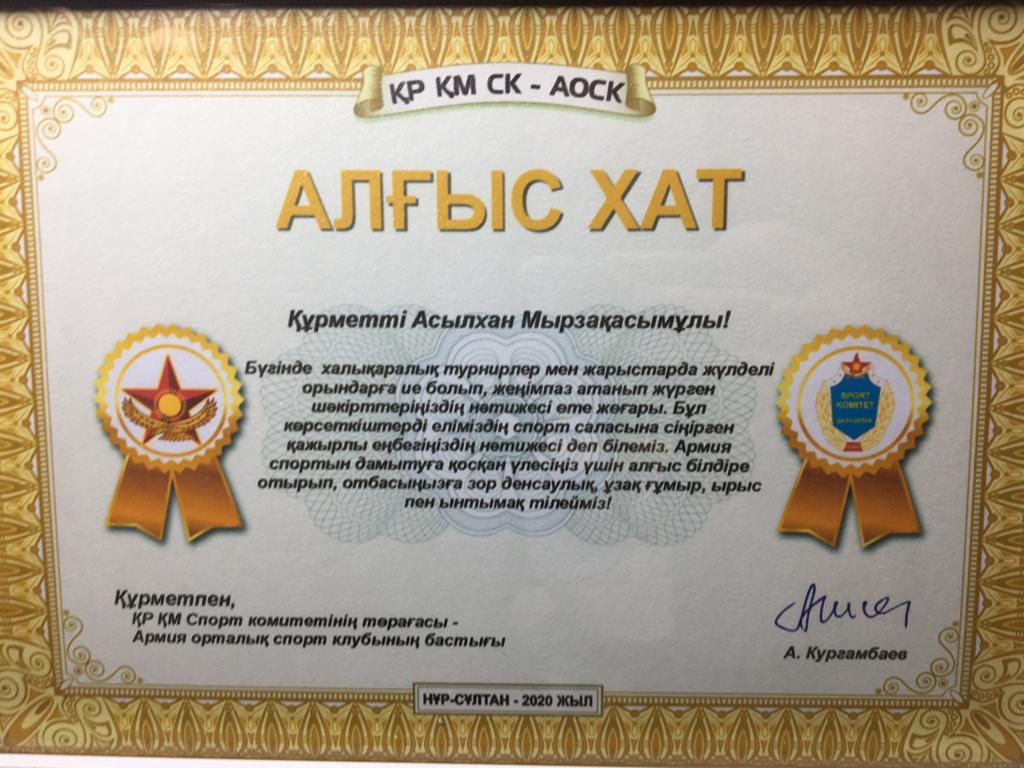 ҚР ҚМ СК - АОСК
АЛҒЫС ХАТ
Құрметті Асылхан Мырзақасымұлы!
Бүгінде халықаралық турнирлер мен жарыстарда жүлделі
орындарға ие болып, жеңімпаз атанып жүрген
шәкірттеріңіздің нәтижесі өте жоғары. Бұл
көрсеткіштерді еліміздің спорт саласына сіңірген
қажырлы еңбегіңіздің нәтижесі деп білеміз. Армия
спортын дамытуға қосқан үлесіңіз үшін алғыс білдіре
отырып, отбасыңызға зор денсаулық, ұзақ ғұмыр, ырыс
пен ынтымақ тілейміз!
SPORT
KOMITET
Құрметпен,
ҚР ҚМ Спорт комитетінің төрағасы -
Армия орталық спорт клубының бастығы
А. Кургамбаев
НҰР-СҰЛТАН - 2020 ЖЫЛ